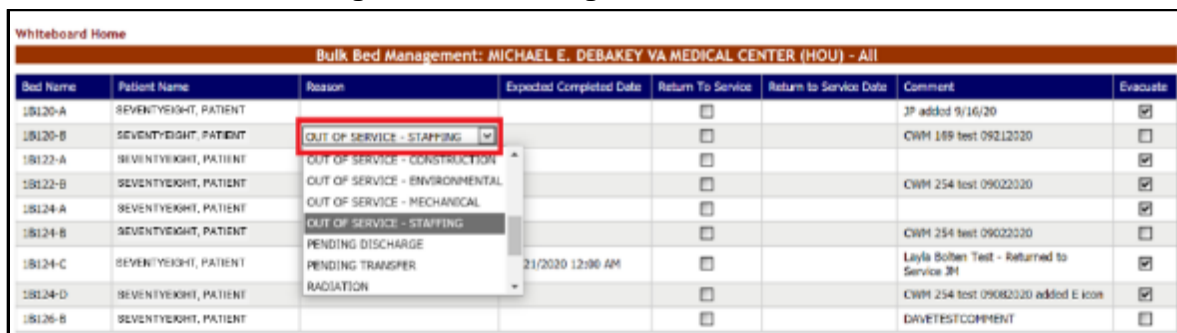 Whiteboard Home
Bulk Bed Management: MICHAEL E. DEBAKEY VA MEDICAL CENTER (HOU) - All
Bed Name Patient Name Reason Expected Completed Date Return To Service Return to Service Date Comment Evacuate
1B120-A SEVENTYEIGHT, PATIENT JP added 9/16/20
1B120-B SEVENTYEIGHT, PATIENT OUT OF SERVICE - STAFFING CWM 169 test 09212020
1B122-A SEVENTYEIGHT, PATIENT OUT OF SERVICE - CONSTRUCTION
1B122-B SEVENTYEIGHT, PATIENT OUT OF SERVICE - ENVIRONMENTAL CWM 254 test 09022020
1B124-A SEVENTYEIGHT, PATIENT OUT OF SERVICE - MECHANICAL
OUT OF SERVICE - STAFFING
1B124-B SEVENTYEIGHT, PATIENT PENDING DISCHARGE CWM 254 test 09022020
1B124-C SEVENTYEIGHT, PATIENT PENDING TRANSFER 21/2020 12:00 AM Layla Bolten Test - Returned to
Service JM
1B124-D SEVENTYEIGHT, PATIENT RADIATION CWM 254 test 09082020 added E icon
1B126-B SEVENTYEIGHT, PATIENT DAVETESTCOMMENT